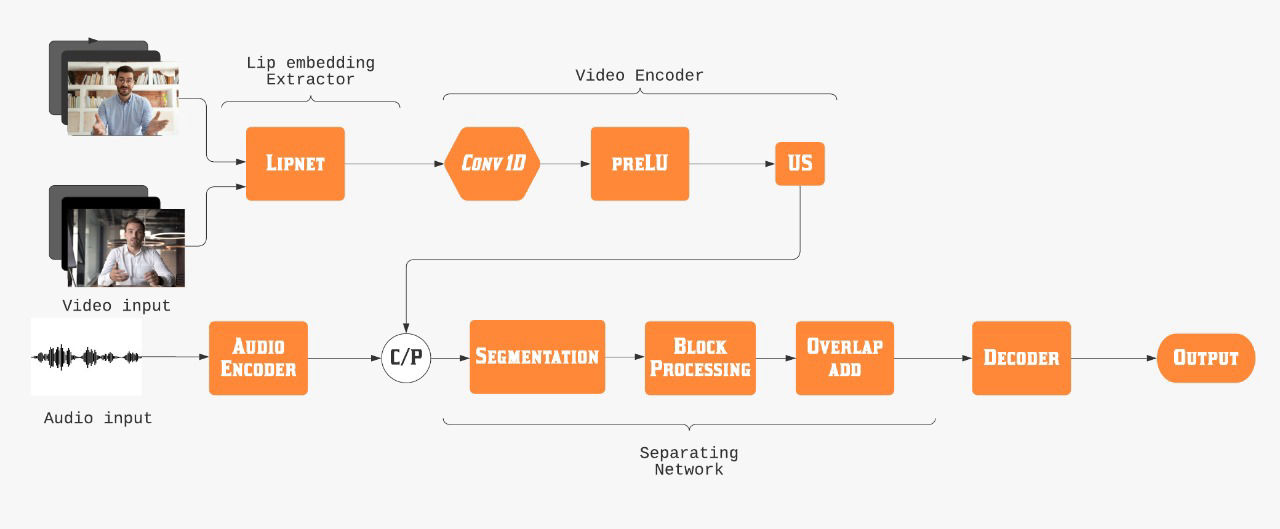 Lip embedding
Extractor
Video Encoder
Lipnet
Conv 1D
preLU
US
Video input
Audio
Encoder
C/P
Segmentation
Block
Processing
Overlap
add
Decoder
Output
Audio input
Separating
Network